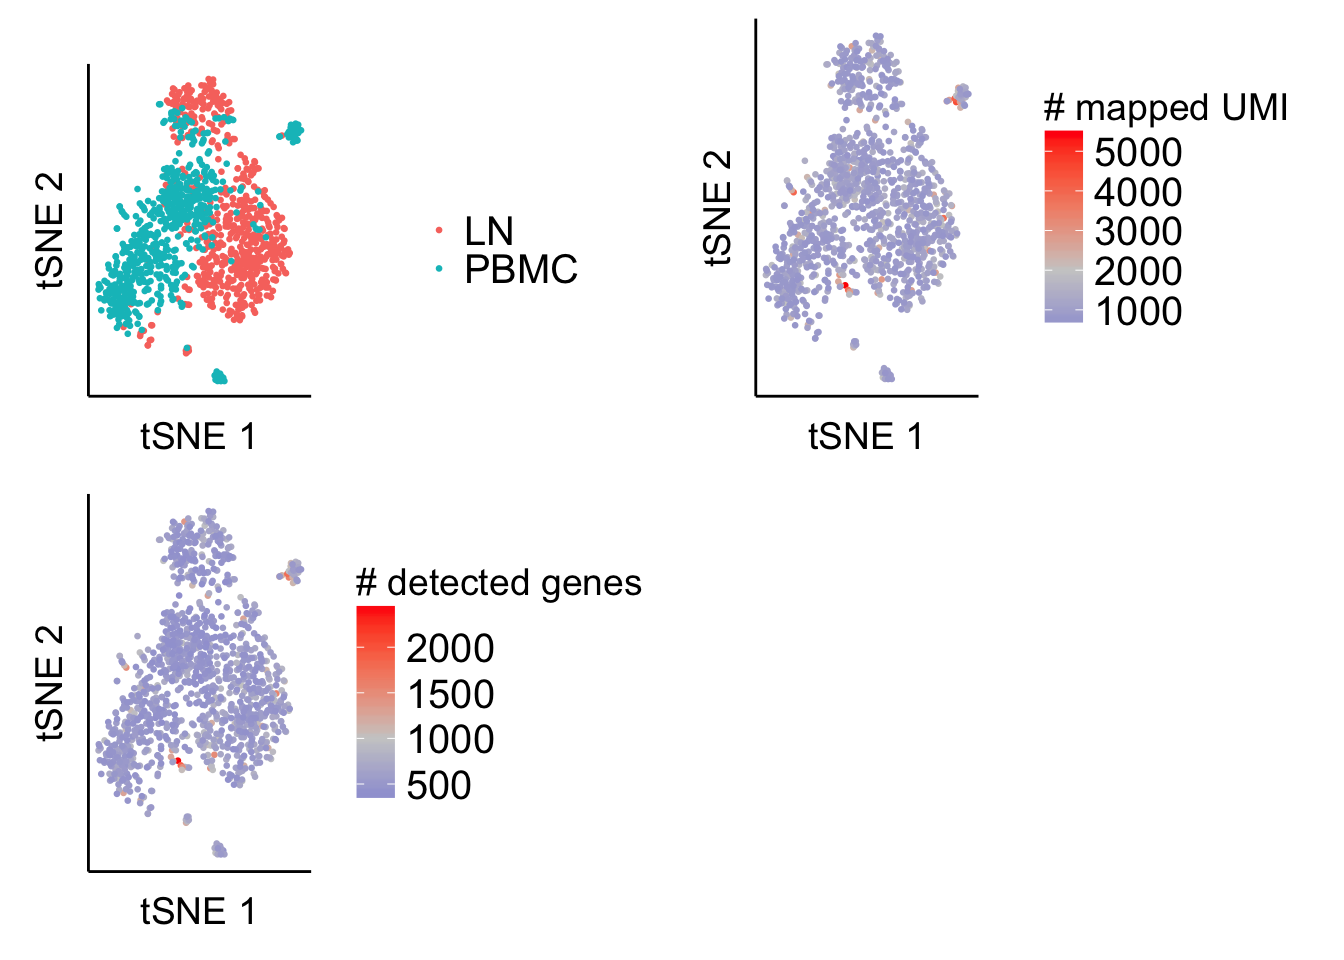 tSNE 2
LN
PBMC
tSNE 1
tSNE 2
# mapped UMI
5000
4000
3000
2000
1000
tSNE 1
tSNE 2
# detected genes
2000
1500
1000
500
tSNE 1